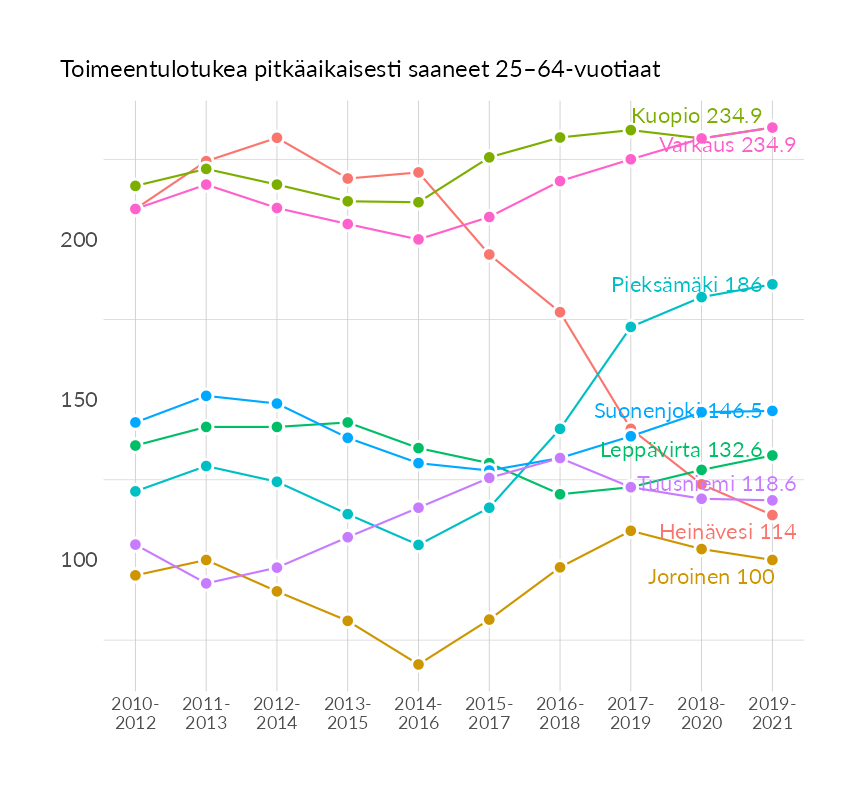 Toimeentulotukea pitkäaikaisesti saaneet 25–64-vuotiaat
Kuopio 234.9
Varkaus 234.9
200
Pieksämäki 186
150
Suonenjoki 146.5
Leppävirta 132.6
Tuusniemi 118.6
Heinävesi 114
100
Joroinen 100
2010- 2011- 2012- 2013- 2014- 2015- 2016- 2017- 2018- 2019-
2012 2013 2014 2015 2016 2017 2018 2019 2020 2021